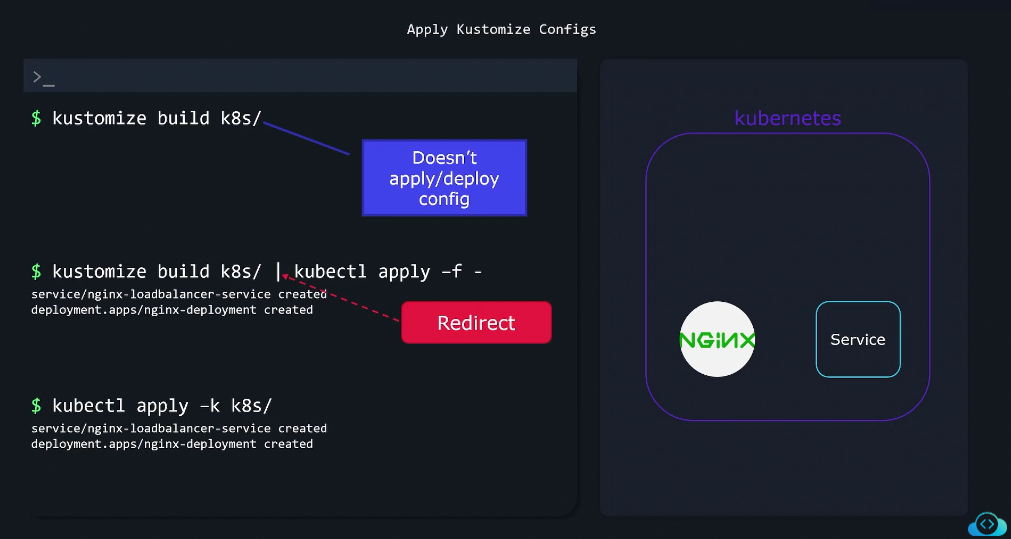 Apply Kustomize Configs
>_
$ kustomize build k8s/
Doesn’t
apply/deploy
config
$ kustomize build k8s/ | kubectl apply –f -
service/nginx-loadbalancer-service created
deployment.apps/nginx-deployment created
Redirect
$ kubectl apply –k k8s/
service/nginx-loadbalancer-service created
deployment.apps/nginx-deployment created
kubernetes
NGINX
Service